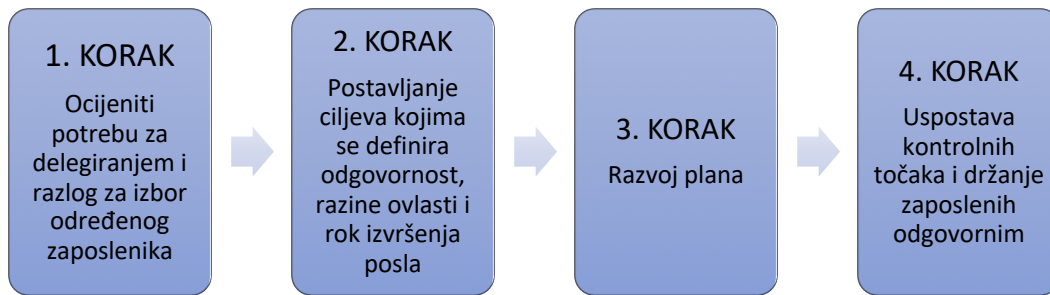 1. KORAK
Ocijeniti
potrebu za
delegiranjem i
razlog za izbor
određenog
zaposlenika
2. KORAK
Postavljanje
ciljeva kojima
se definira
odgovornost,
razine ovlasti i
rok izvršenja
posla
3. KORAK
Razvoj plana
4. KORAK
Uspostava
kontrolnih
točaka i držanje
zaposlenih
odgovornim